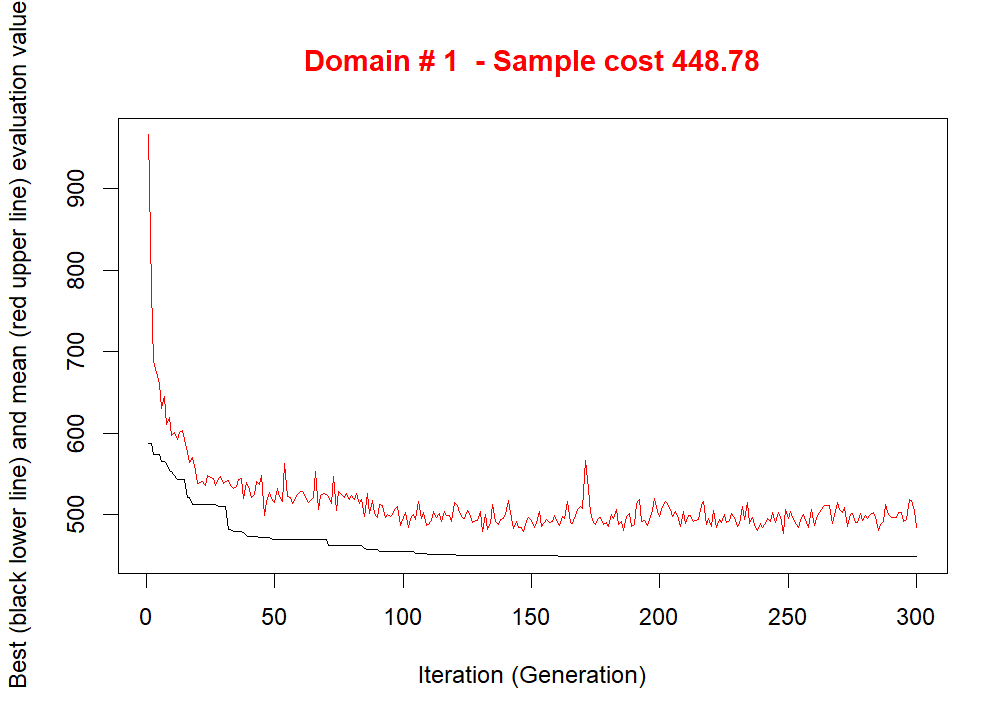 Domain # 1  - Sample cost 448.78
Best (black lower line) and mean (red upper line) evaluation value
900
800
700
600
500
0 50 100 150 200 250 300
Iteration (Generation)